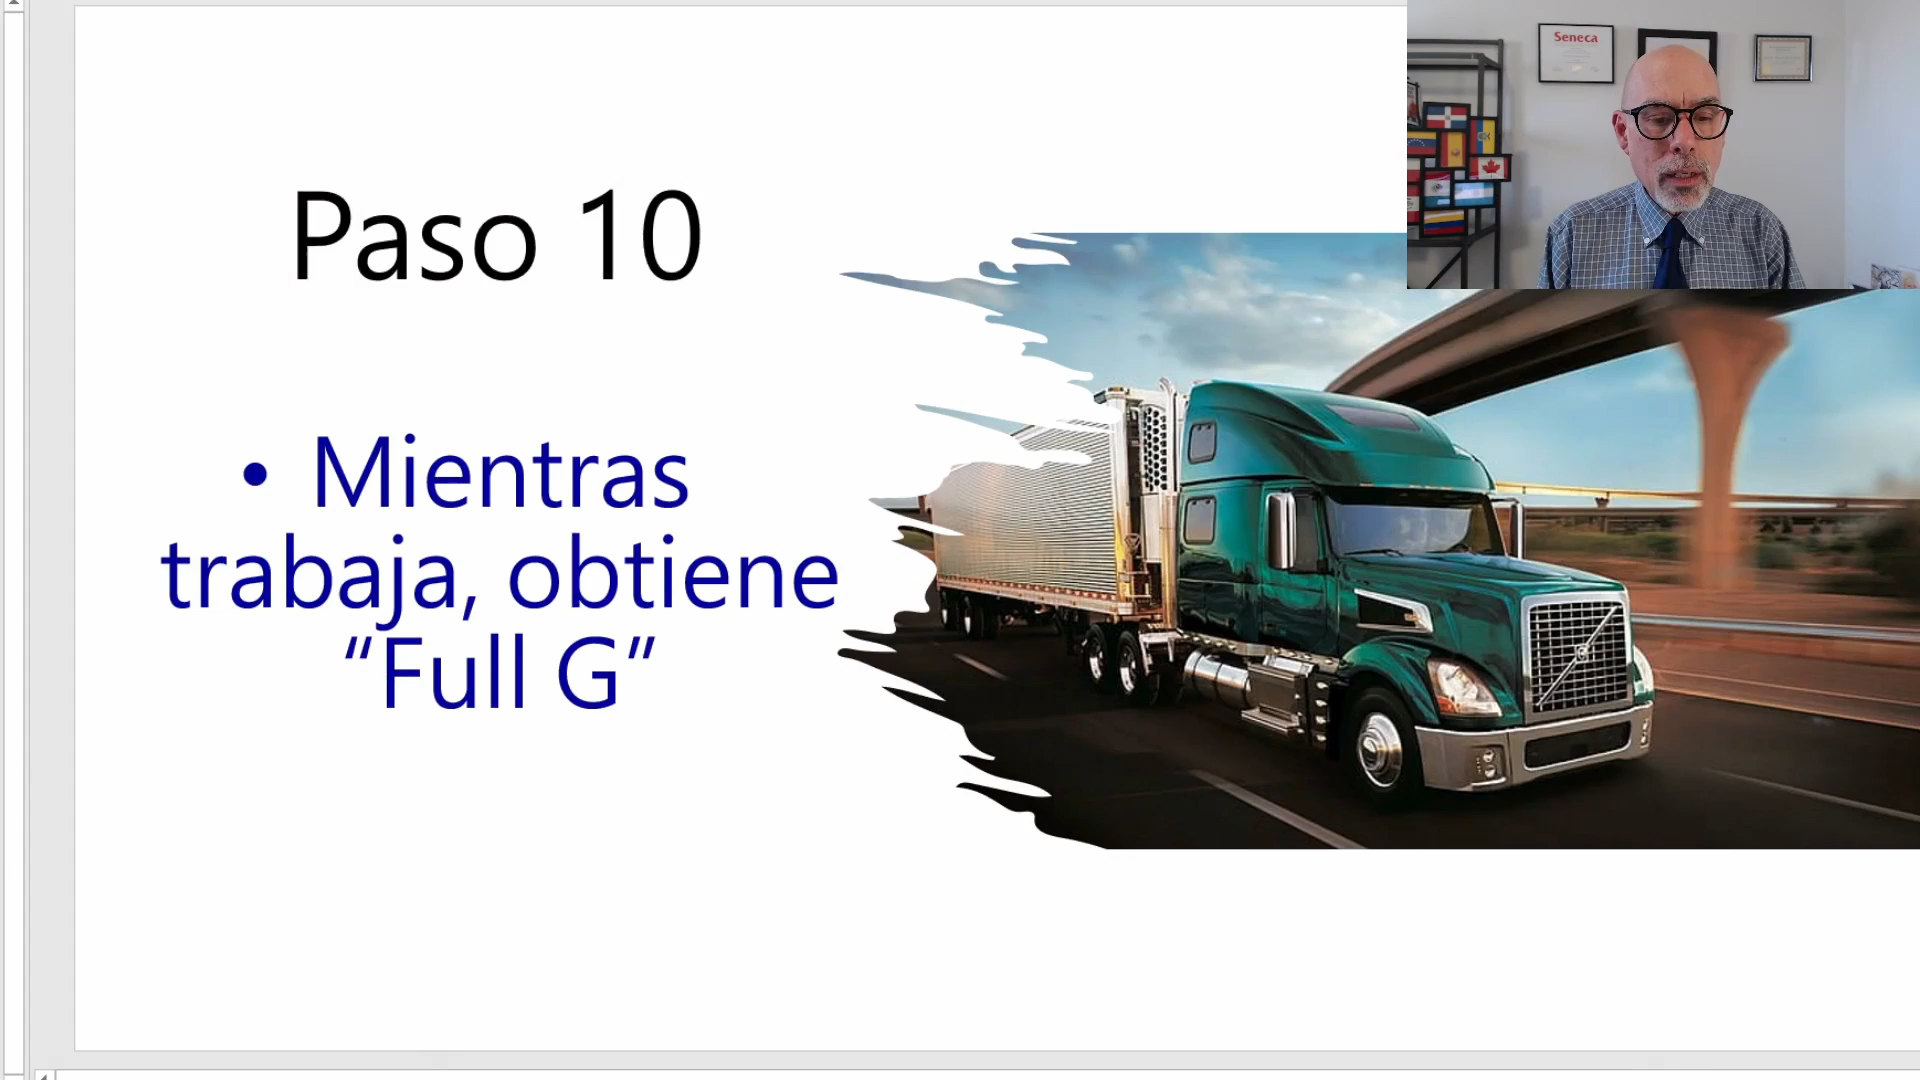 Paso 10
• Mientras
trabaja, obtiene
“Full G”
Seneca